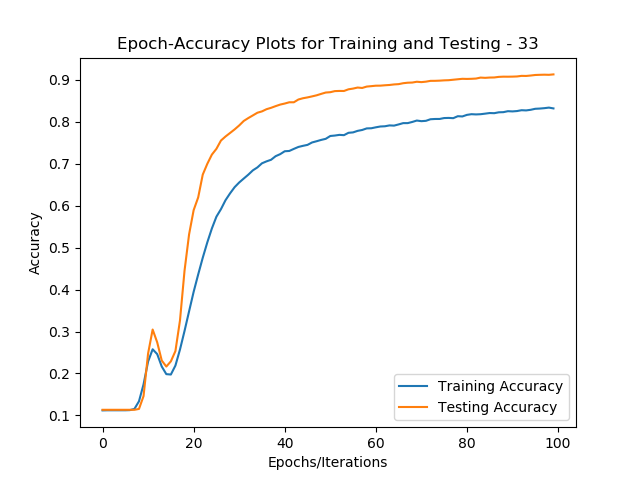 Epoch-Accuracy Plots for Training and Testing - 33
Accuracy
0.9
0.8
0.7
0.6
0.5
0.4
0.3
0.2
0.1
Training Accuracy
Testing Accuracy
0 20 40 60 80 100
Epochs/Iterations